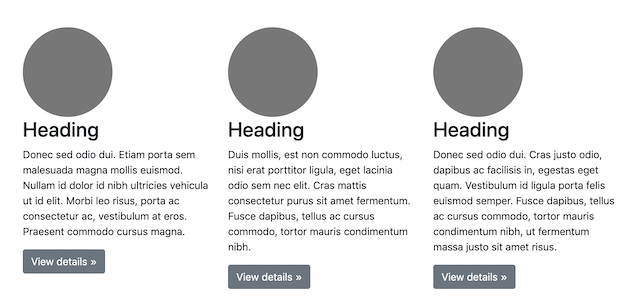 Heading
Donec sed odio dui. Etiam porta sem
malesuada magna mollis euismod.
Nullam id dolor id nibh ultricies vehicula
ut id elit. Morbi leo risus, porta ac
consectetur ac, vestibulum at eros.
Praesent commodo cursus magna.
View details »
Heading
Duis mollis, est non commodo luctus,
nisi erat porttitor ligula, eget lacinia
odio sem nec elit. Cras mattis
consectetur purus sit amet fermentum.
Fusce dapibus, tellus ac cursus
commodo, tortor mauris condimentum
nibh.
View details »
Heading
Donec sed odio dui. Cras justo odio,
dapibus ac facilisis in, egestas eget
quam. Vestibulum id ligula porta felis
euismod semper. Fusce dapibus, tellus
ac cursus commodo, tortor mauris
condimentum nibh, ut fermentum
massa justo sit amet risus.
View details »